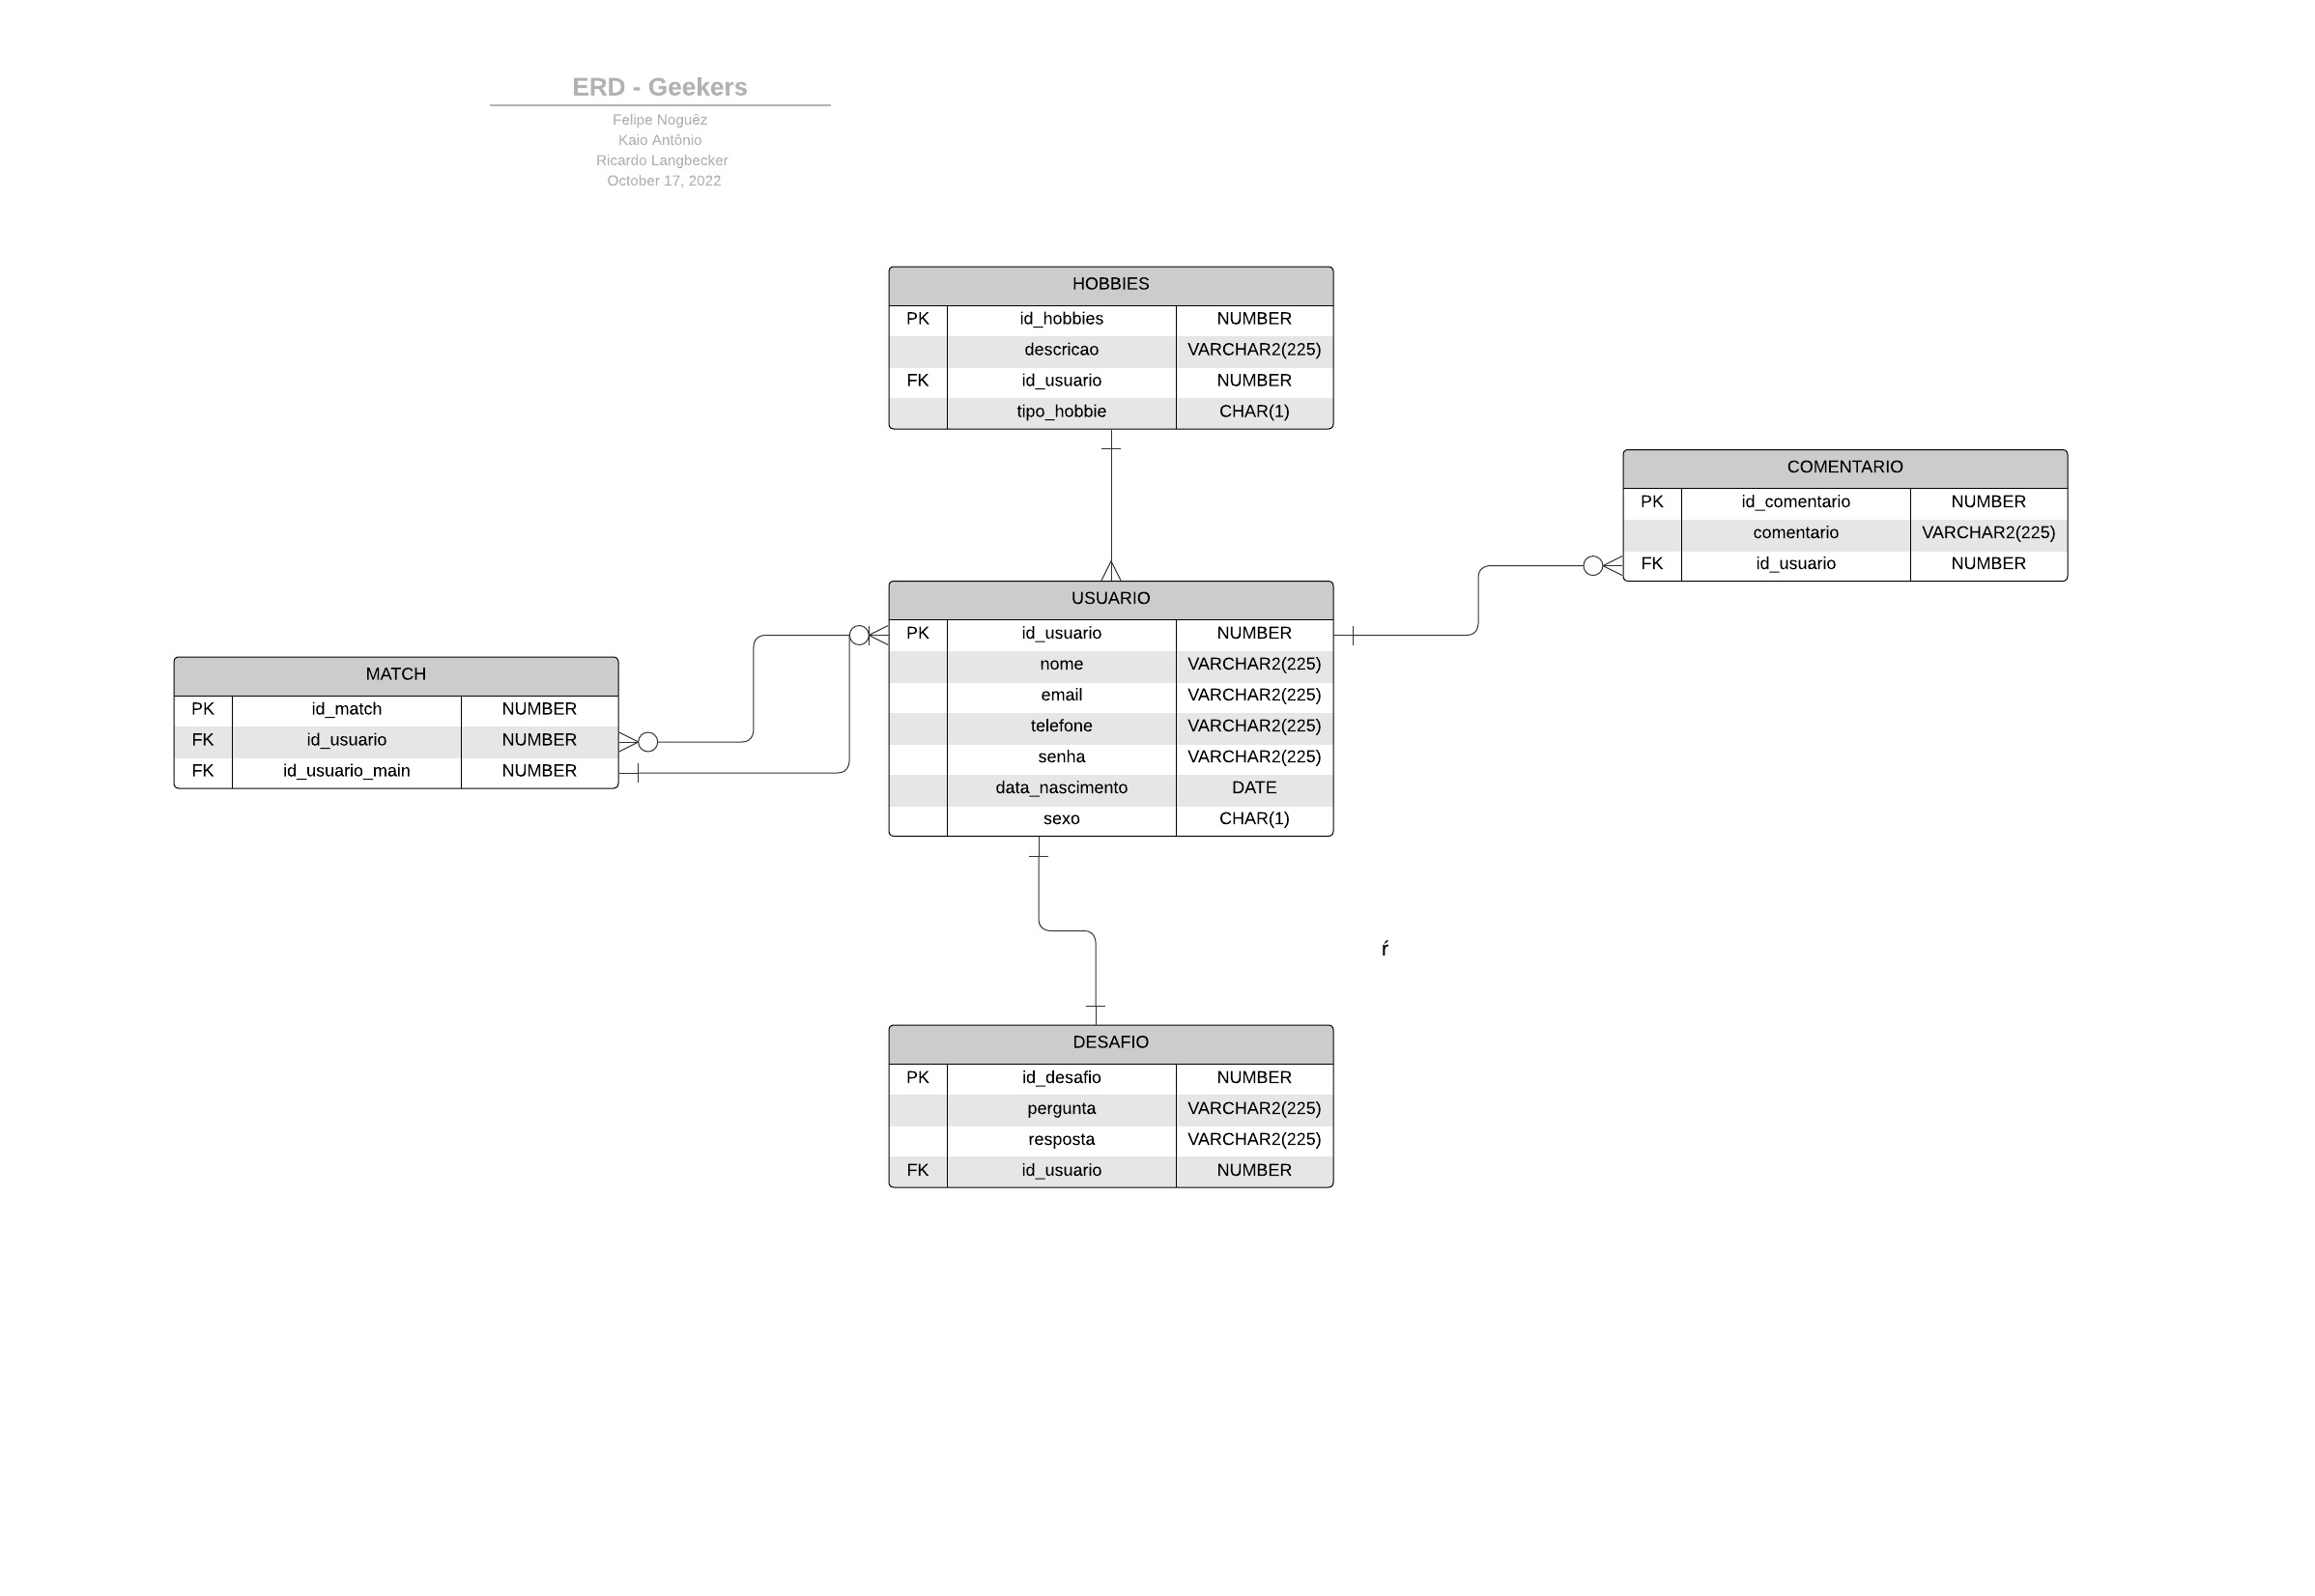 ERD - Geekers
Felipe Noguêz
Kaio Antônio
Ricardo Langbecker
October 17, 2022
HOBBIES
PK id_hobbies NUMBER
descricao VARCHAR2(225)
FK id_usuario NUMBER
tipo_hobbie CHAR(1)
COMENTARIO
PK id_comentario NUMBER
comentario VARCHAR2(225)
FK id_usuario NUMBER
USUARIO
PK id_usuario NUMBER
nome VARCHAR2(225)
email VARCHAR2(225)
telefone VARCHAR2(225)
senha VARCHAR2(225)
data_nascimento DATE
sexo CHAR(1)
MATCH
PK id_match NUMBER
FK id_usuario NUMBER
FK id_usuario_main NUMBER
ŕ
DESAFIO
PK id_desafio NUMBER
pergunta VARCHAR2(225)
resposta VARCHAR2(225)
FK id_usuario NUMBER